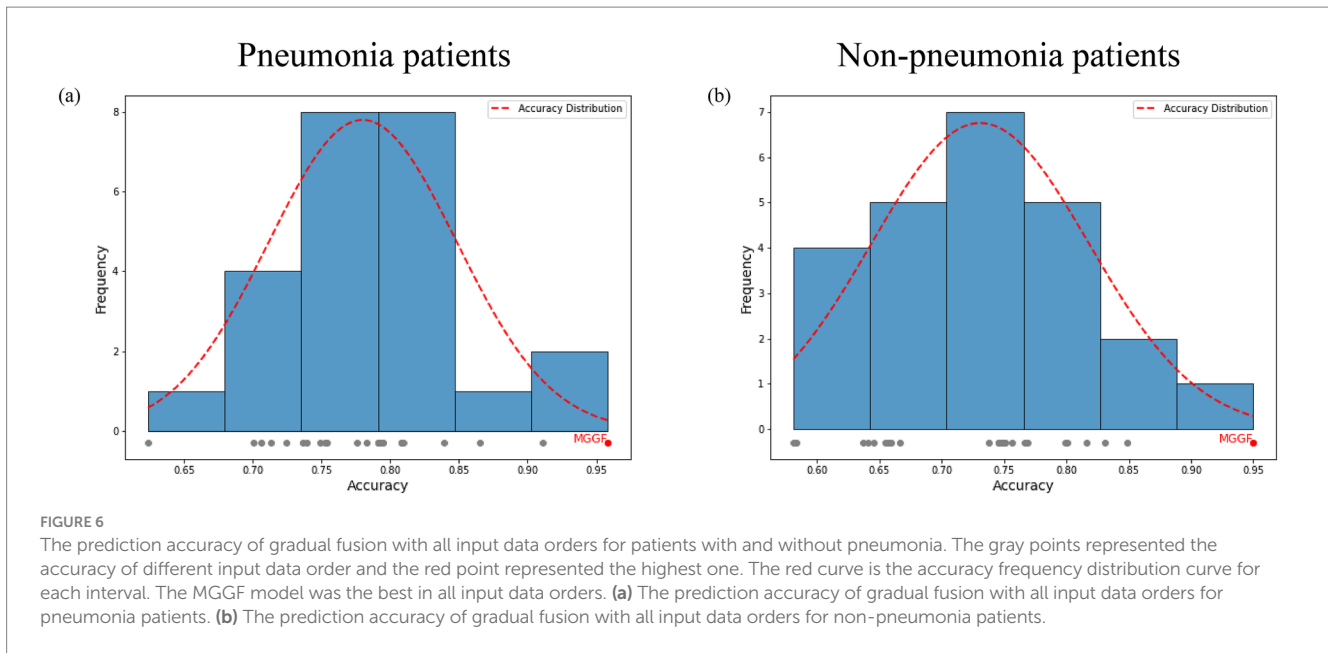 Pneumonia patients
Non-pneumonia patients
(a)
Accuracy Distribution
8
6
4
2
0
Frequency
MGGF
0.65 0.70 0.75 0.80 0.85 0.90 0.95
Accuracy
(b)
Accuracy Distribution
7
6
5
4
3
2
1
0
Frequency
MGGF
0.60 0.65 0.70 0.75 0.80 0.85 0.90 0.95
Accuracy
FIGURE 6
The prediction accuracy of gradual fusion with all input data orders for patients with and without pneumonia. The gray points represented the
accuracy of different input data order and the red point represented the highest one. The red curve is the accuracy frequency distribution curve for
each interval. The MGGF model was the best in all input data orders. (a) The prediction accuracy of gradual fusion with all input data orders for
pneumonia patients. (b) The prediction accuracy of gradual fusion with all input data orders for non-pneumonia patients.